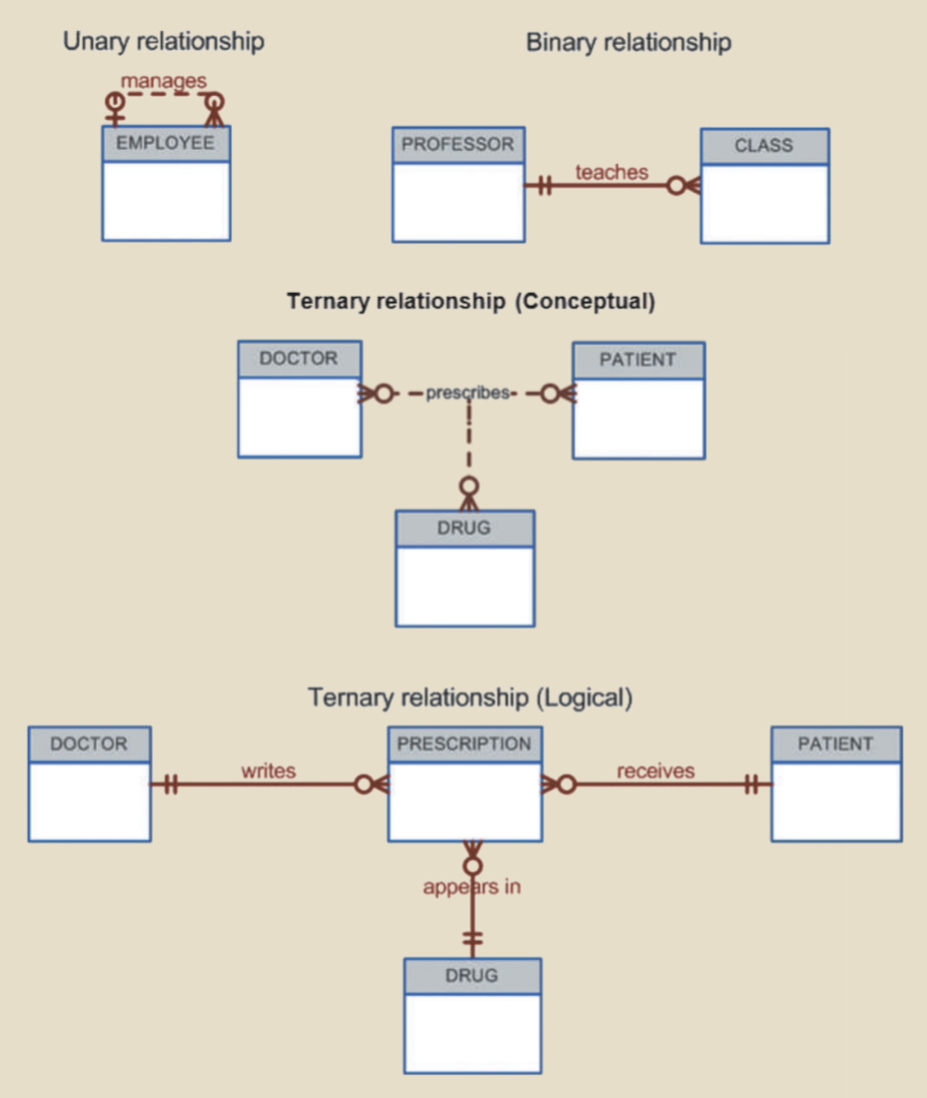 Unary relationship
Binary relationship
manages
EMPLOYEE
PROFESSOR
teaches
CLASS
Ternary relationship (Conceptual)
DOCTOR
prescribes
PATIENT
DRUG
Ternary relationship (Logical)
DOCTOR
writes
PRESCRIPTION
receives
PATIENT
appears in
DRUG